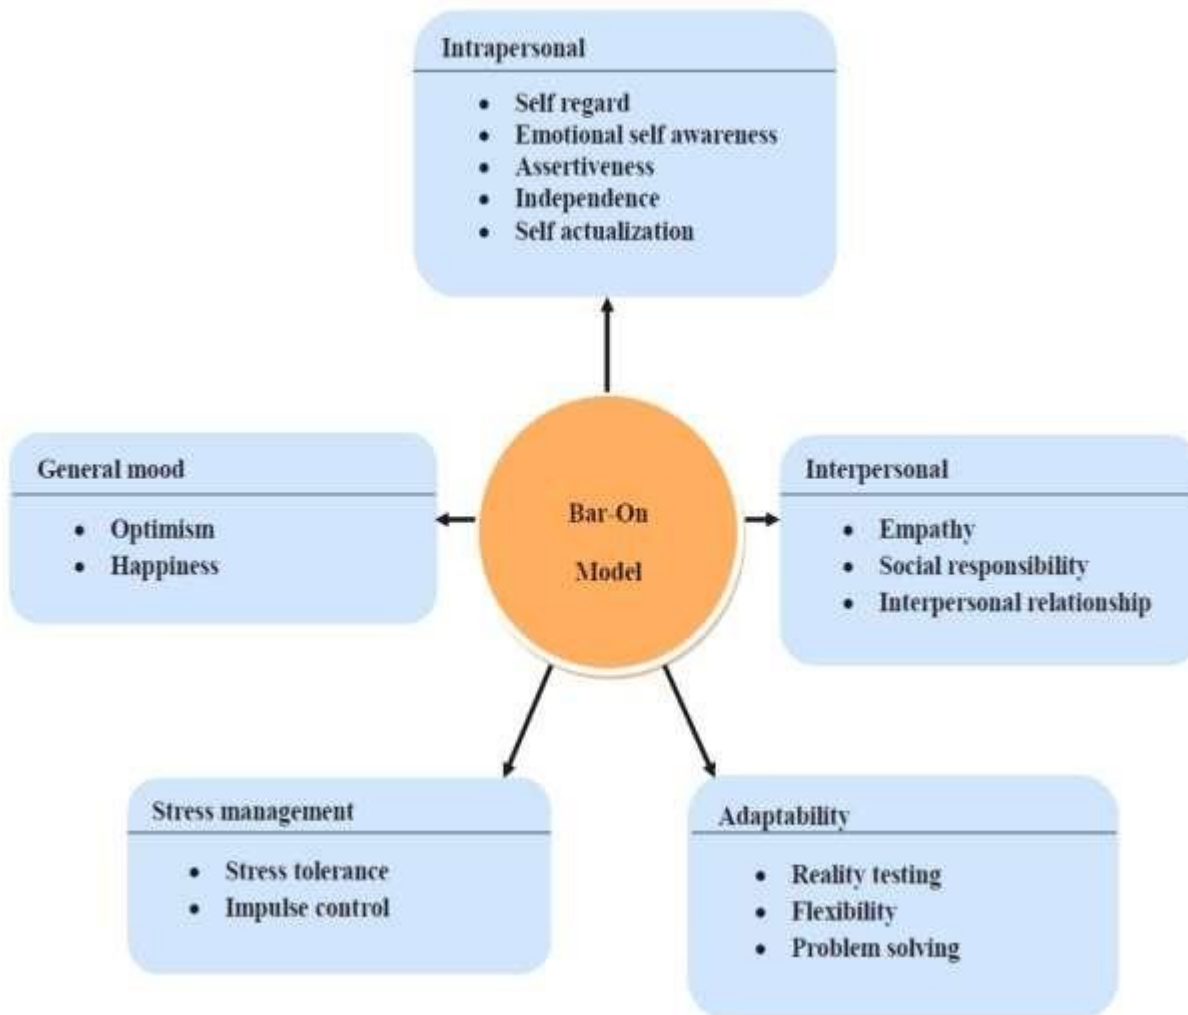 Intrapersonal
• Self regard
• Emotional self awareness
• Assertiveness
• Independence
• Self actualization
General mood
• Optimism
• Happiness
Bar-On
Model
Interpersonal
• Empathy
• Social responsibility
• Interpersonal relationship
Stress management
• Stress tolerance
• Impulse control
Adaptability
• Reality testing
• Flexibility
• Problem solving